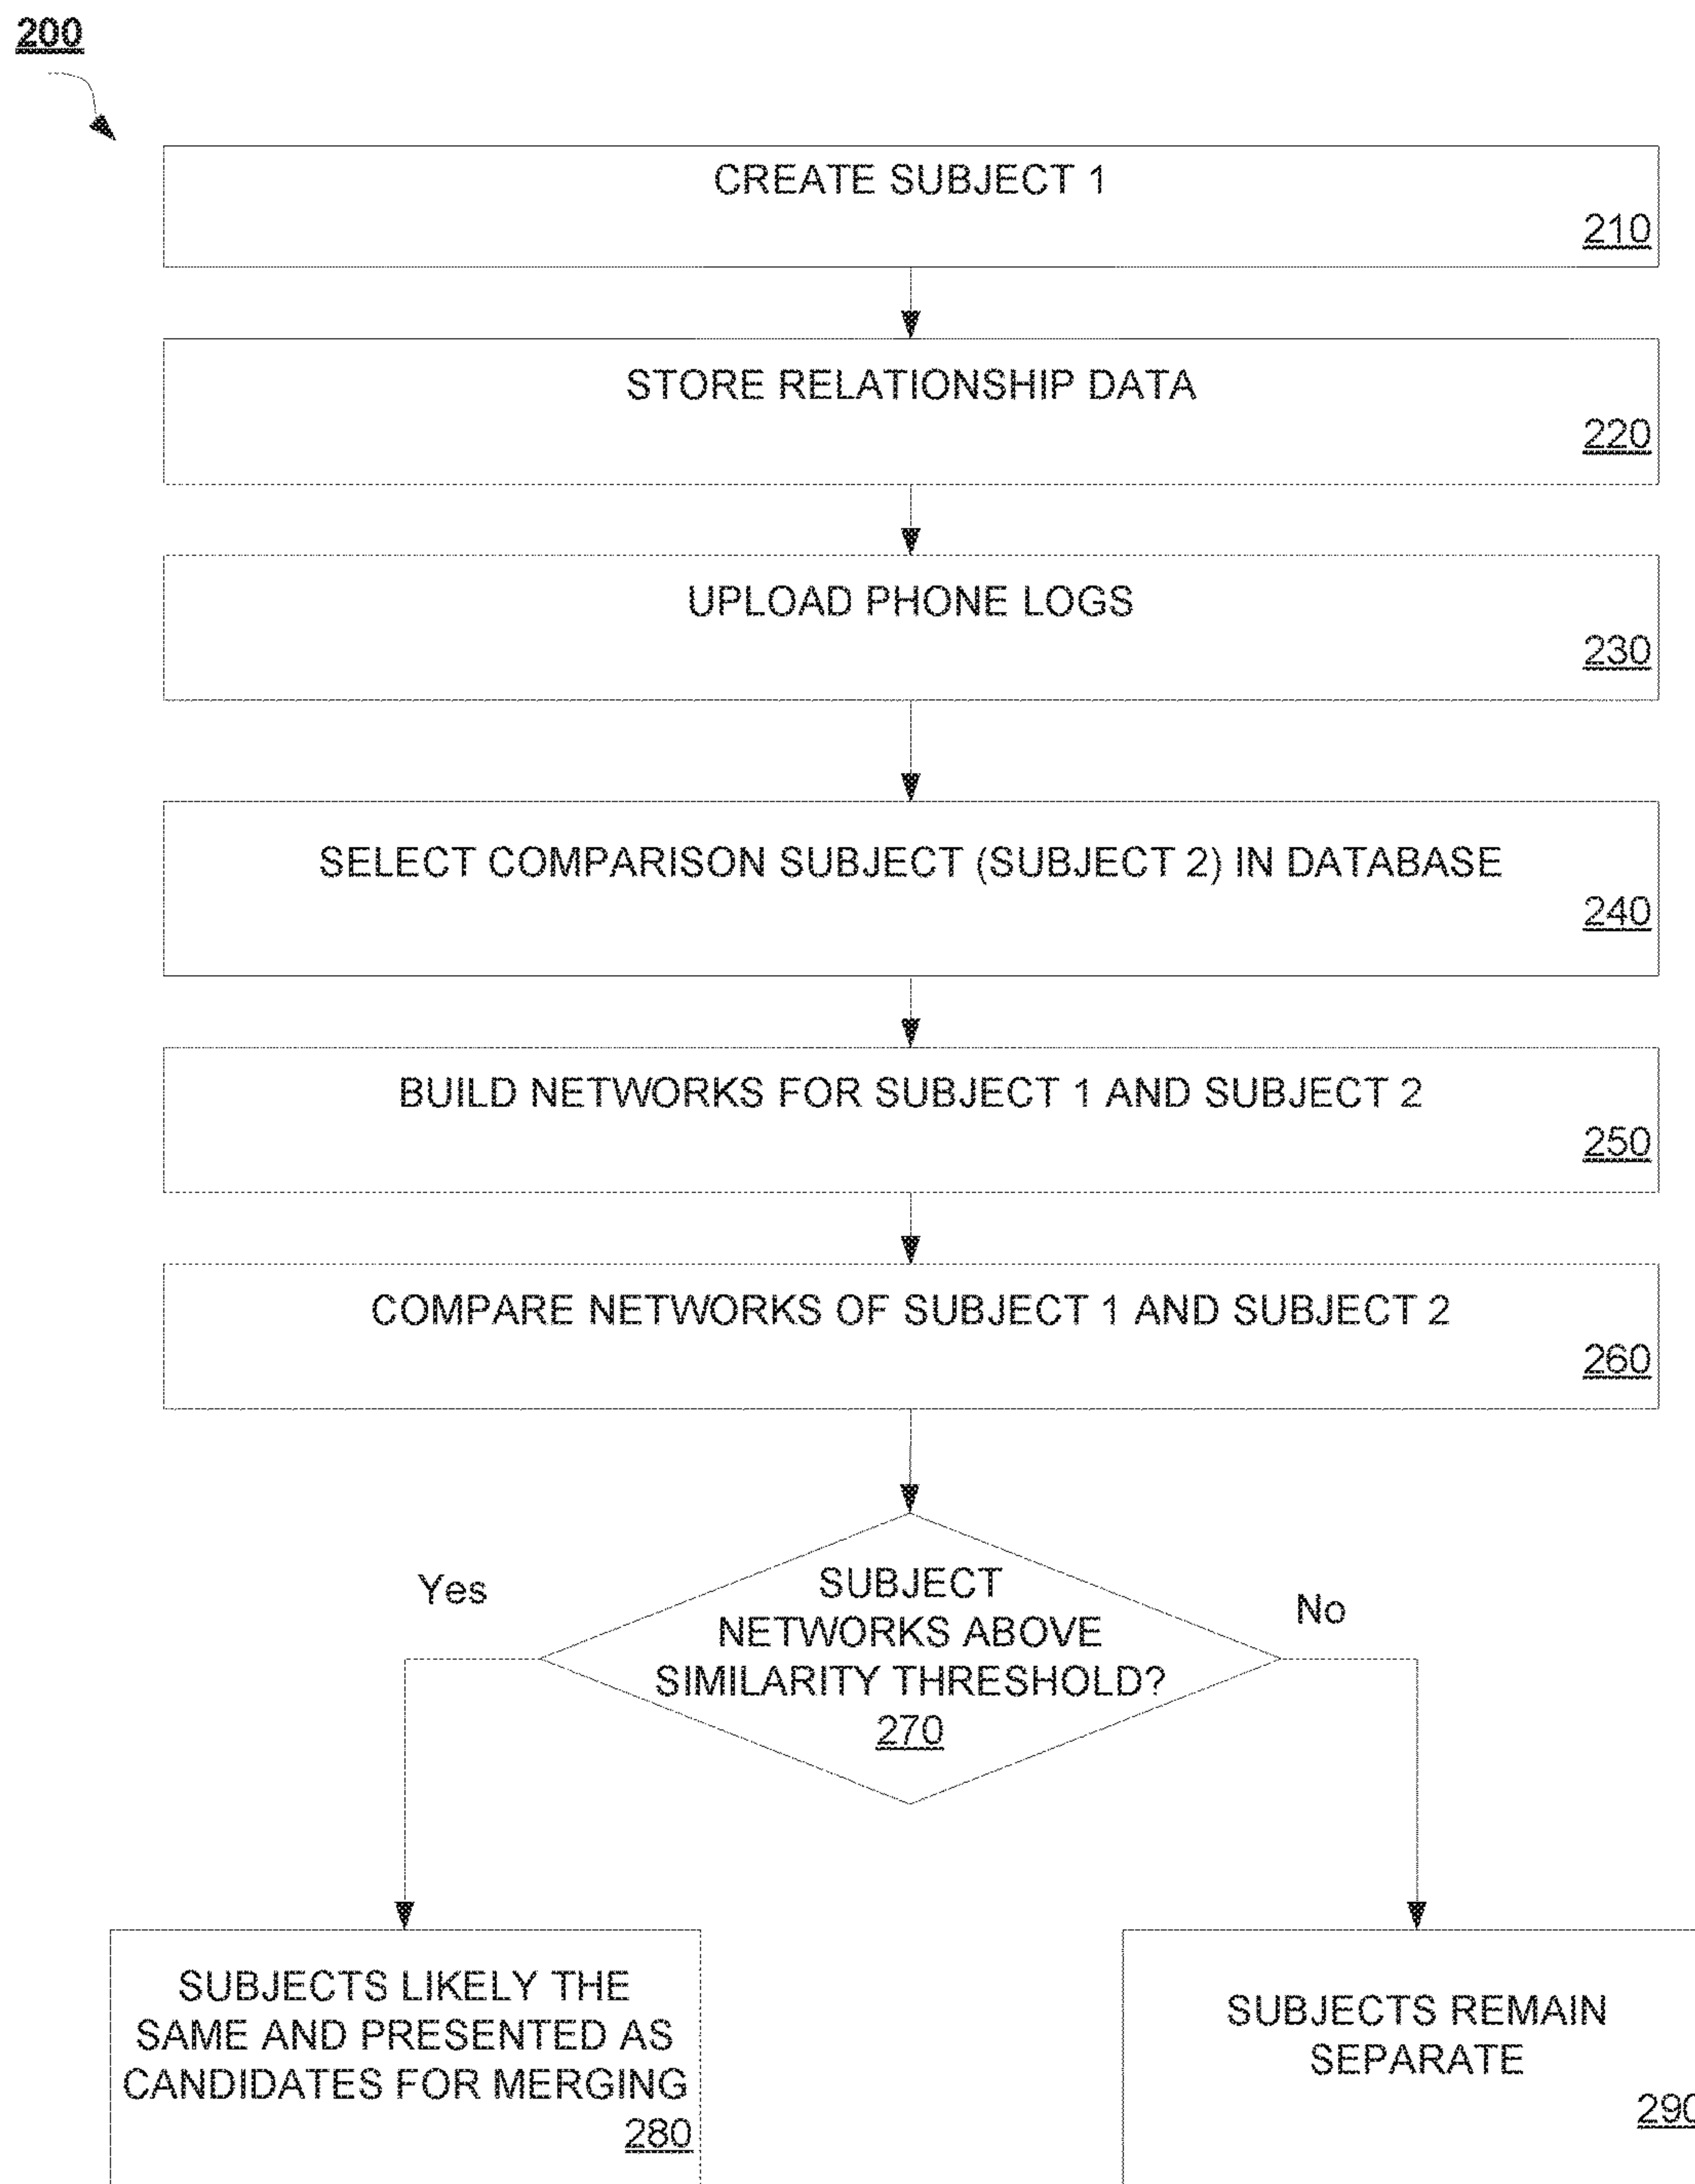 200
CREATE SUBJECT 1
210
STORE RELATIONSHIP DATA
220
UPLOAD PHONE LOGS
230
SELECT COMPARISON SUBJECT (SUBJECT 2) IN DATABASE
240
BUILD NETWORKS FOR SUBJECT 1 AND SUBJECT 2
250
COMPARE NETWORKS OF SUBJECT 1 AND SUBJECT 2
260
Yes
SUBJECT
NETWORKS ABOVE
SIMILARITY THRESHOLD?
270
No
SUBJECTS LIKELY THE
SAME AND PRESENTED AS
CANDIDATES FOR MERGING
280
SUBJECTS REMAIN
SEPARATE
290